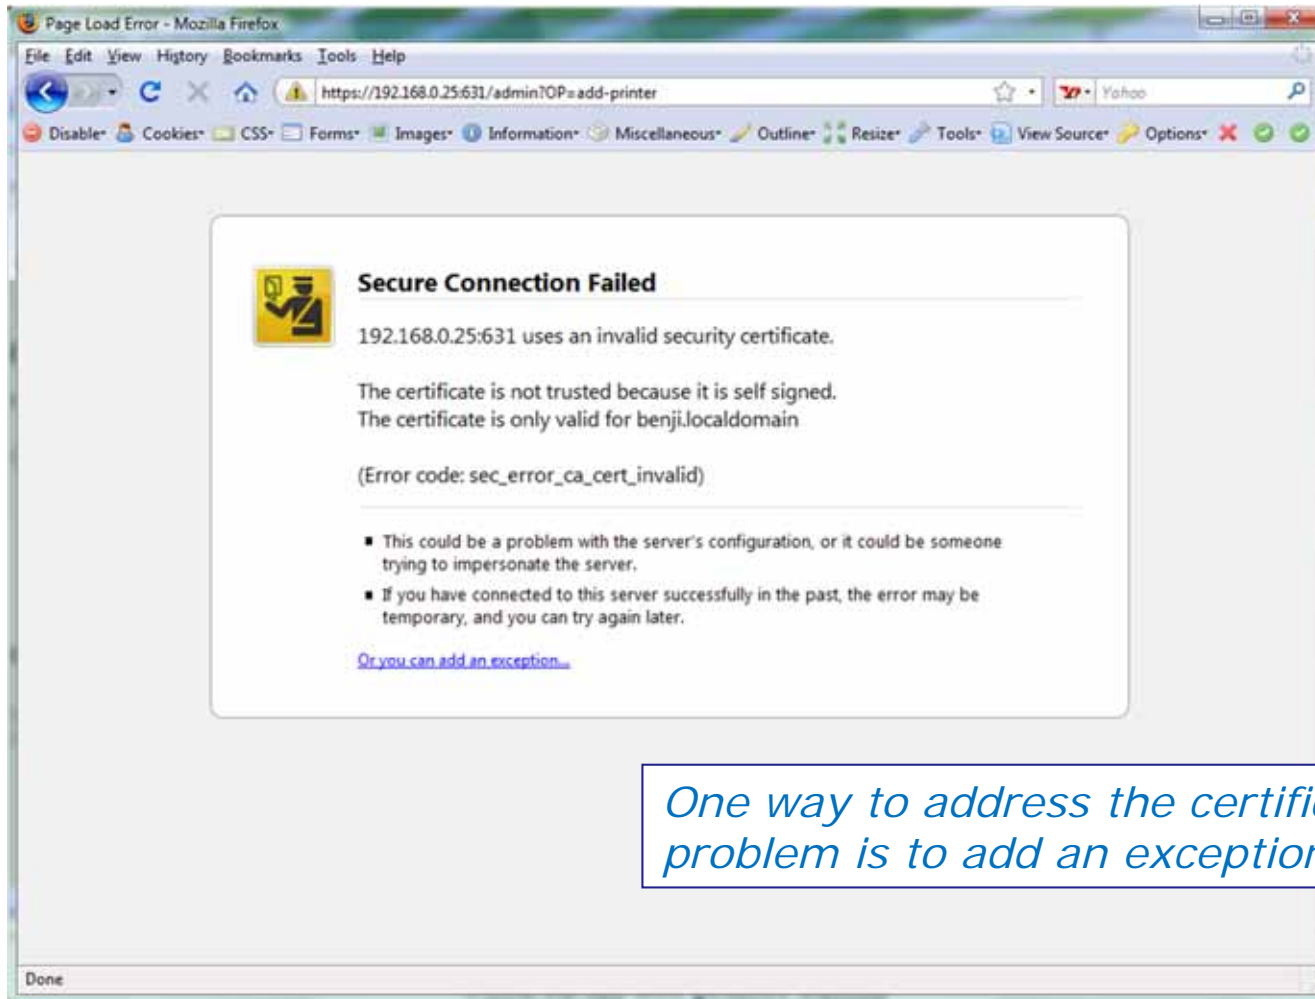 Page Load Error - Mozilla Firefox
File Edit View History Bookmarks Tools Help
https://192.168.0.25:631/admin?OP=add-printer Yahoo
Disable Cookies CSS Forms Images Information Miscellaneous Outline Resize Tools View Source Options
Secure Connection Failed
192.168.0.25:631 uses an invalid security certificate.
The certificate is not trusted because it is self signed.
The certificate is only valid for benji.localdomain
(Error code: sec_error_ca_cert_invalid)
This could be a problem with the server's configuration, or it could be someone
trying to impersonate the server.
If you have connected to this server successfully in the past, the error may be
temporary, and you can try again later.
Or you can add an exception...
One way to address the certific
problem is to add an exception
Done